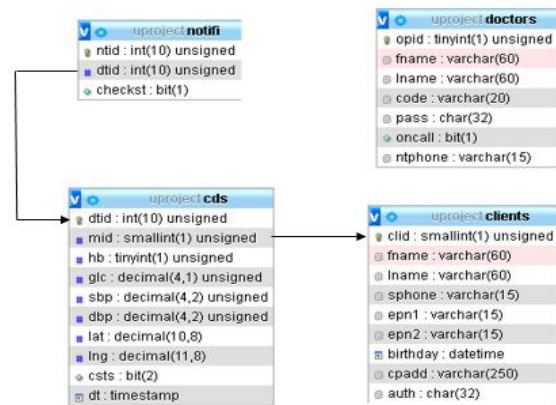 uproject notifi
ntid : int(10) unsigned
dtid : int(10) unsigned
checkst : bit(1)
uproject doctors
opid : tinyint(1) unsigned
fname : varchar(60)
lname : varchar(60)
code : varchar(20)
pass : char(32)
oncall : bit(1)
ntphone : varchar(15)
uproject cds
dtid : int(10) unsigned
mid : smallint(1) unsigned
hb : tinyint(1) unsigned
glc : decimal(4,1) unsigned
sbp : decimal(4,2) unsigned
dbp : decimal(4,2) unsigned
lat : decimal(10,8)
lng : decimal(11,8)
csts : bit(2)
dt : timestamp
uproject clients
clid : smallint(1) unsigned
fname : varchar(60)
lname : varchar(60)
sphone : varchar(15)
epn1 : varchar(15)
epn2 : varchar(15)
birthday : datetime
cpadd : varchar(250)
auth : char(32)